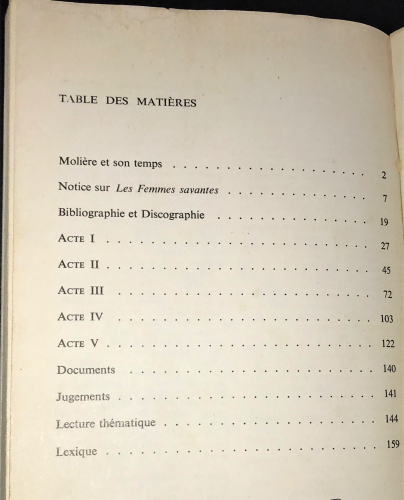 TABLE DES MATIÈRES
Molière et son temps . . . . . . . . . . . . . . . . . . . 2
Notice sur Les Femmes savantes . . . . . . . . . . . . . . 7
Bibliographie et Discographie . . . . . . . . . . . . . . 19
ACTE I . . . . . . . . . . . . . . . . . . . . . . . 27
ACTE II . . . . . . . . . . . . . . . . . . . . . . . 45
ACTE III . . . . . . . . . . . . . . . . . . . . . . 72
ACTE IV . . . . . . . . . . . . . . . . . . . . . . 103
ACTE V . . . . . . . . . . . . . . . . . . . . . . . 122
Documents . . . . . . . . . . . . . . . . . . . . . 140
Jugements . . . . . . . . . . . . . . . . . . . . . 141
Lecture thématique . . . . . . . . . . . . . . . . . . 144
Lexique . . . . . . . . . . . . . . . . . . . . . . 159